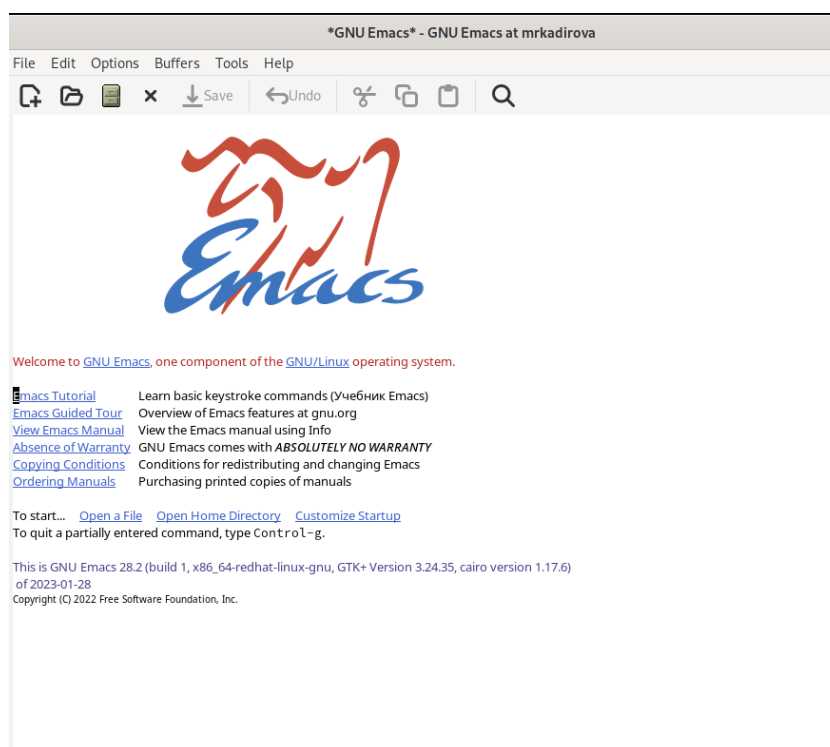 *GNU Emacs* - GNU Emacs at mrkadirova
File Edit Options Buffers Tools Help
Save Undo
Emacs
Welcome to GNU Emacs, one component of the GNU/Linux operating system.
Emacs Tutorial Learn basic keystroke commands (Учебник Emacs)
Emacs Guided Tour Overview of Emacs features at gnu.org
View Emacs Manual View the Emacs manual using Info
Absence of Warranty GNU Emacs comes with ABSOLUTELY NO WARRANTY
Copying Conditions Conditions for redistributing and changing Emacs
Ordering Manuals Purchasing printed copies of manuals
To start... Open a File Open Home Directory Customize Startup
To quit a partially entered command, type Control-g.
This is GNU Emacs 28.2 (build 1, x86_64-redhat-linux-gnu, GTK+ Version 3.24.35, cairo version 1.17.6)
of 2023-01-28
Copyright (C) 2022 Free Software Foundation, Inc.